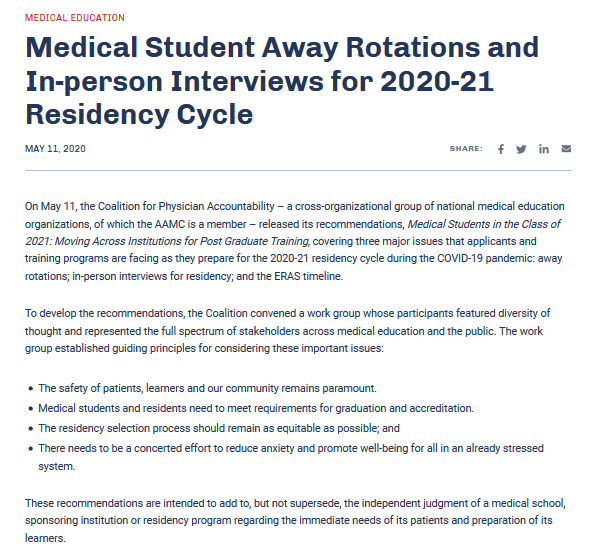 MEDICAL EDUCATION
Medical Student Away Rotations and
In-person Interviews for 2020-21
Residency Cycle
MAY 11, 2020
SHARE:
On May 11, the Coalition for Physician Accountability – a cross-organizational group of national medical education
organizations, of which the AAMC is a member – released its recommendations, Medical Students in the Class of
2021: Moving Across Institutions for Post Graduate Training, covering three major issues that applicants and
training programs are facing as they prepare for the 2020-21 residency cycle during the COVID-19 pandemic: away
rotations; in-person interviews for residency; and the ERAS timeline.
To develop the recommendations, the Coalition convened a work group whose participants featured diversity of
thought and represented the full spectrum of stakeholders across medical education and the public. The work
group established guiding principles for considering these important issues:
• The safety of patients, learners and our community remains paramount.
• Medical students and residents need to meet requirements for graduation and accreditation.
• The residency selection process should remain as equitable as possible; and
• There needs to be a concerted effort to reduce anxiety and promote well-being for all in an already stressed
system.
These recommendations are intended to add to, but not supersede, the independent judgment of a medical school,
sponsoring institution or residency program regarding the immediate needs of its patients and preparation of its
learners.